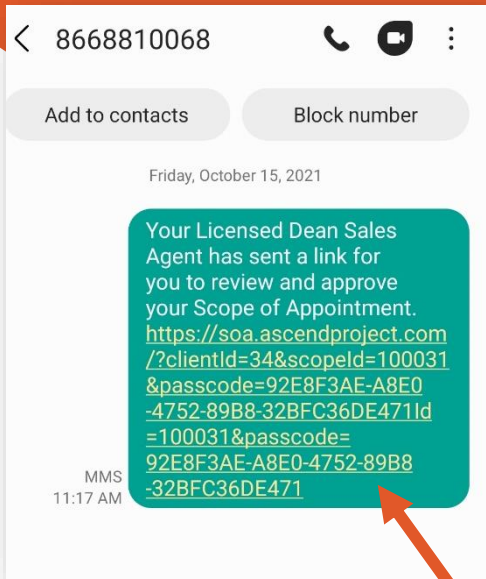 8668810068
Add to contacts
Block number
Friday, October 15, 2021
Your Licensed Dean Sales
Agent has sent a link for
you to review and approve
your Scope of Appointment.
https://soa.ascendproject.com
/?clientId=34&scopeId=100031
&passcode=92E8F3AE-A8E0
-4752-89B8-32BFC36DE471Id
=100031&passcode=
92E8F3AE-A8E0-4752-89B8
-32BFC36DE471
MMS
11:17 AM